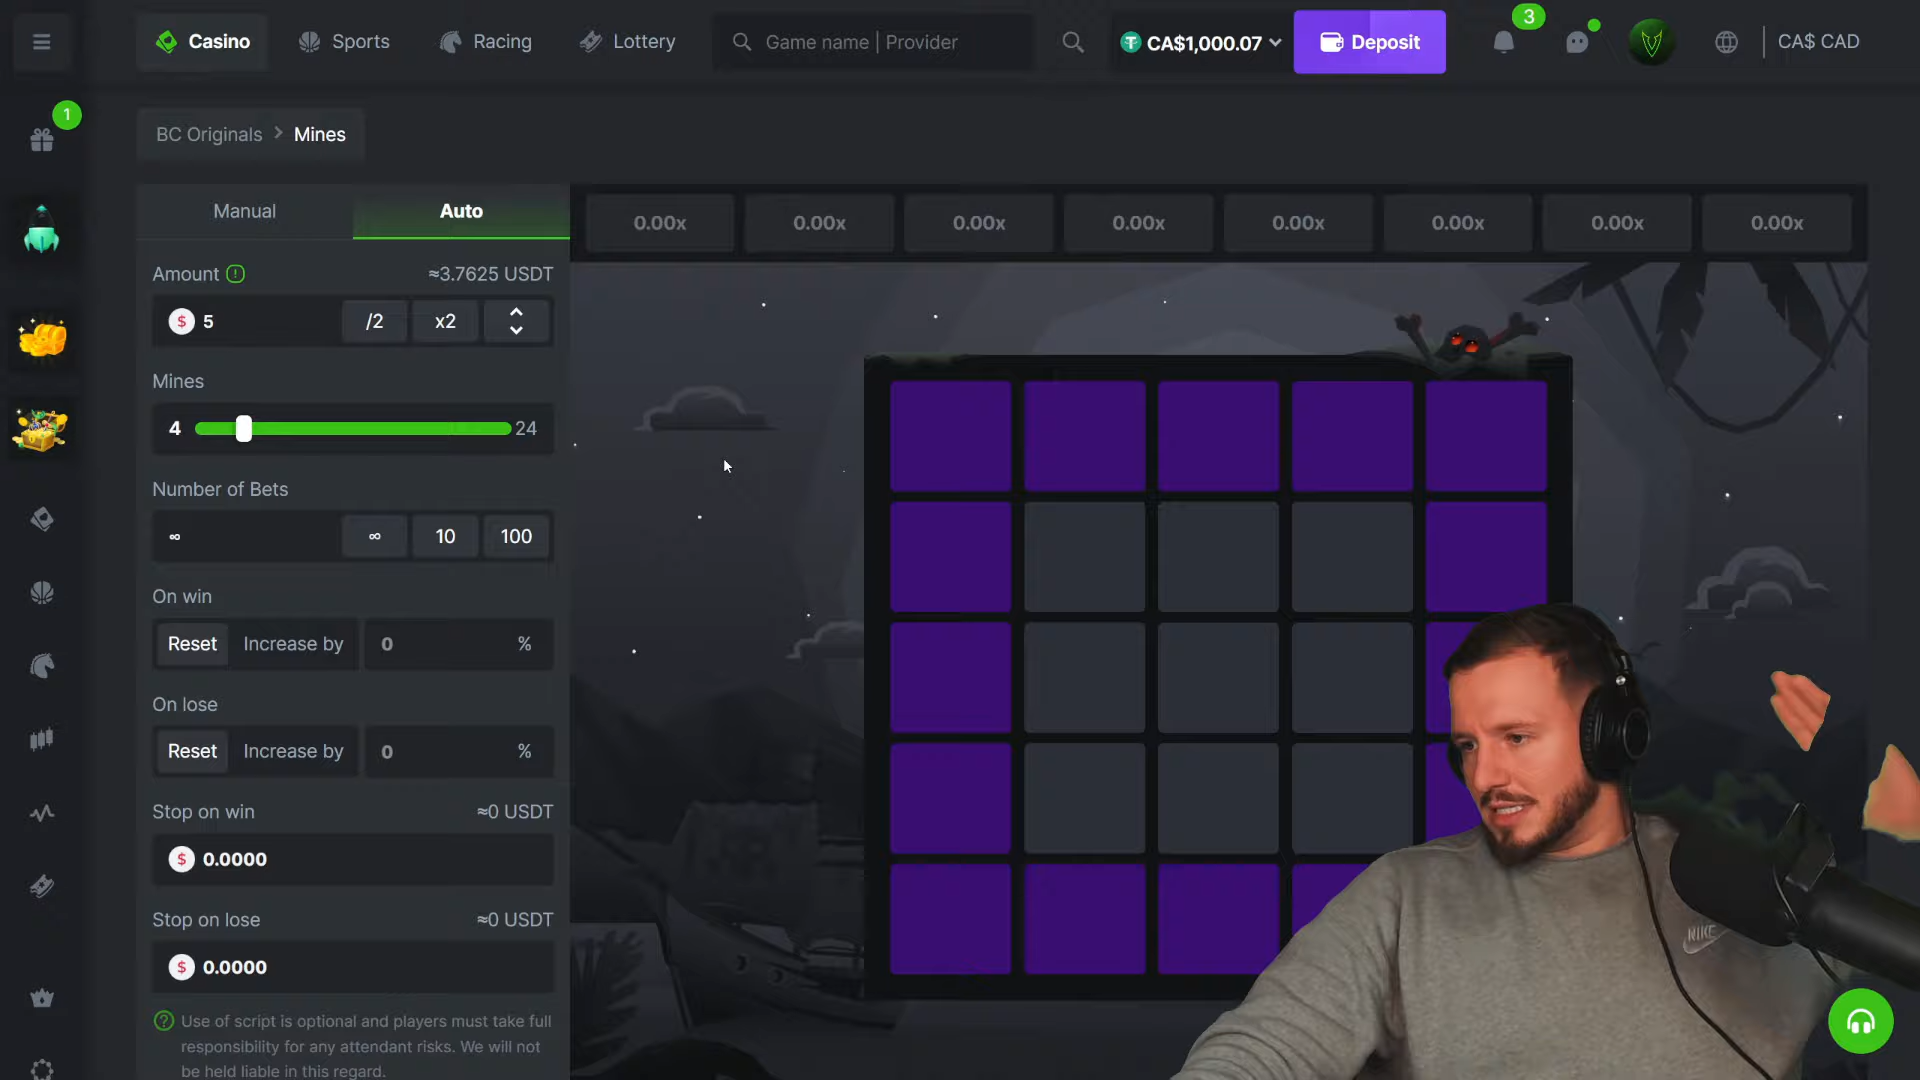 Casino
Sports
Racing
Lottery
Game name | Provider
CA$1,000.07
Deposit
3
CA$ CAD
1
BC Originals > Mines
Manual
Auto
0.00x 0.00x 0.00x 0.00x 0.00x 0.00x 0.00x 0.00x
Amount
≈3.7625 USDT
$ 5
/2
x2
Mines
4
24
Number of Bets
∞
∞
10
100
On win
Reset
Increase by
0
%
On lose
Reset
Increase by
0
%
Stop on win
≈0 USDT
$ 0.0000
Stop on lose
≈0 USDT
$ 0.0000
Use of script is optional and players must take full
responsibility for any attendant risks. We will not
be held liable in this regard.
NIKE